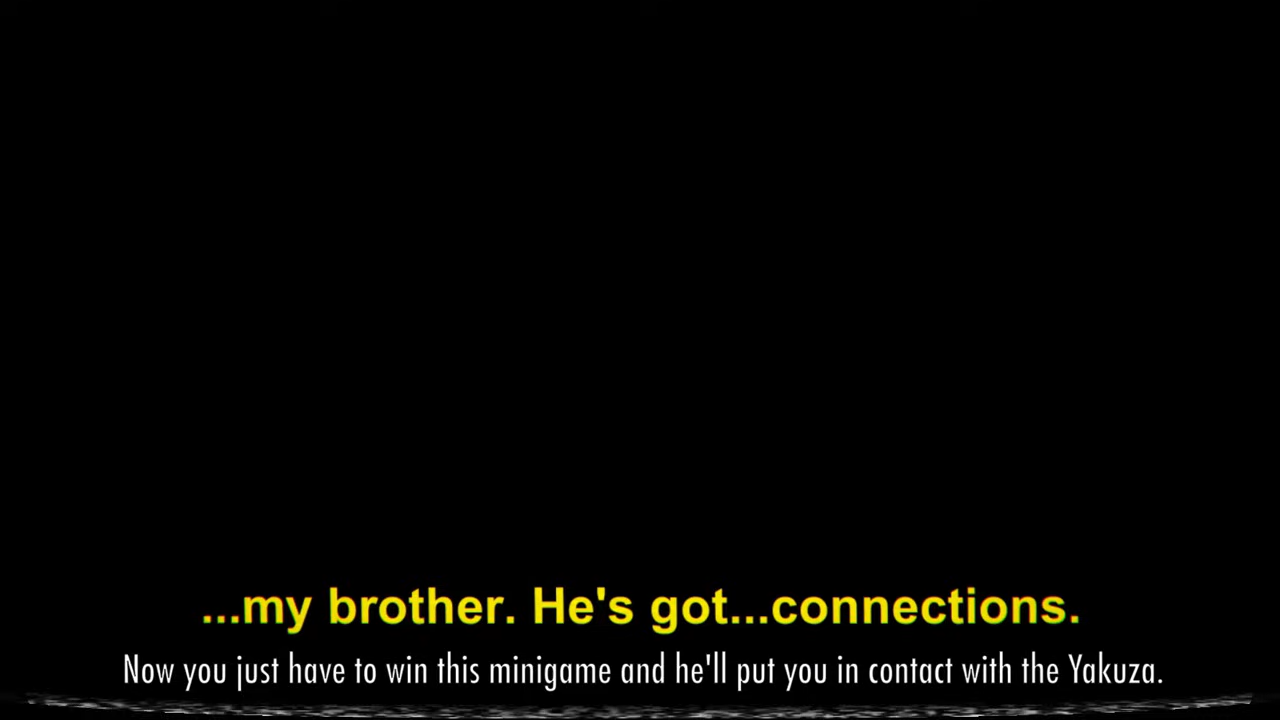 ...my brother. He's got...connections.
Now you just have to win this minigame and he'll put you in contact with the Yakuza.